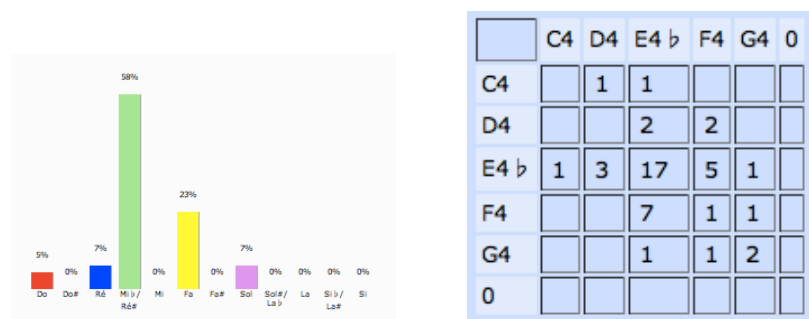 58%
23%
7%
7%
5%
0%
0%
0%
0%
0%
0%
0%
Do Do# Ré Mi♭/ Mi Fa Fa# Sol Sol#/ La Si♭/ Si
Ré# La♭ La#
C4 D4 E4♭ F4 G4 0
C4 1 1
D4 2 2
E4♭ 1 3 17 5 1
F4 7 1 1
G4 1 1 2
0